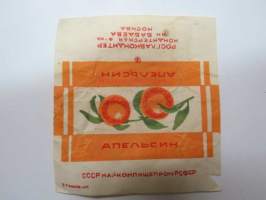 РОСГЛАВКОНДИТЕР
КОНДИТЕРСКАЯ Ф-КА
ИМ БАБАЕВА
МОСКВА
АПЕЛЬСИН
АПЕЛЬСИН
СССР НАРКОМПИЩЕПРОМ РСФСР